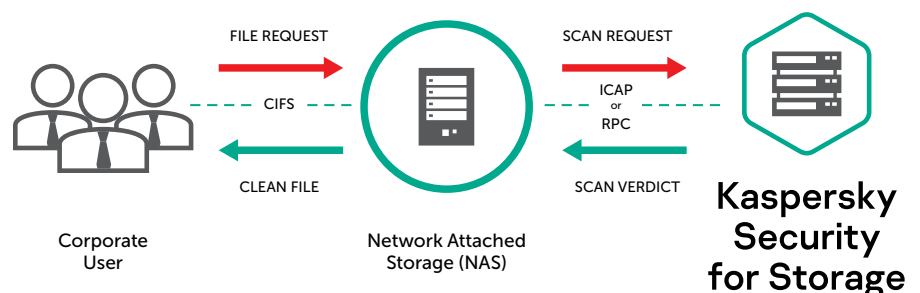 FILE REQUEST
SCAN REQUEST
CIFS
ICAP
or
RPC
CLEAN FILE
SCAN VERDICT
Corporate
User
Network Attached
Storage (NAS)
Kaspersky
Security
for Storage